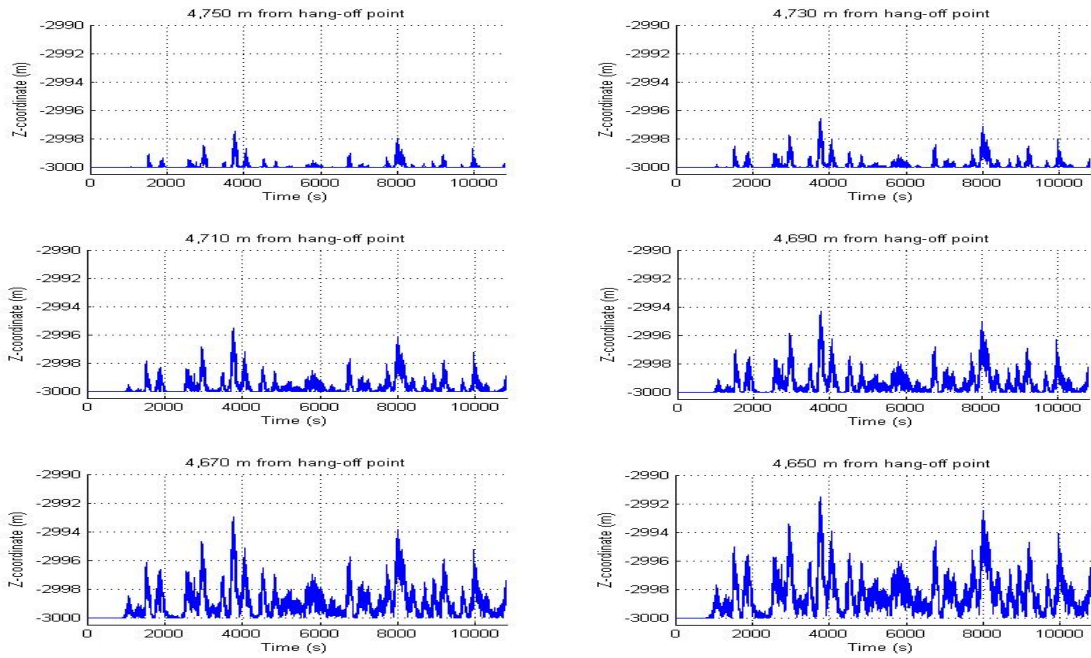 4,750 m from hang-off point
-2990
-2992
-2994
-2996
-2998
-3000
Z-coordinate (m)
0 2000 4000 6000 8000 10000
Time (s)
4,730 m from hang-off point
-2990
-2992
-2994
-2996
-2998
-3000
Z-coordinate (m)
0 2000 4000 6000 8000 10000
Time (s)
4,710 m from hang-off point
-2990
-2992
-2994
-2996
-2998
-3000
Z-coordinate (m)
0 2000 4000 6000 8000 10000
Time (s)
4,690 m from hang-off point
-2990
-2992
-2994
-2996
-2998
-3000
Z-coordinate (m)
0 2000 4000 6000 8000 10000
Time (s)
4,670 m from hang-off point
-2990
-2992
-2994
-2996
-2998
-3000
Z-coordinate (m)
0 2000 4000 6000 8000 10000
Time (s)
4,650 m from hang-off point
-2990
-2992
-2994
-2996
-2998
-3000
Z-coordinate (m)
0 2000 4000 6000 8000 10000
Time (s)